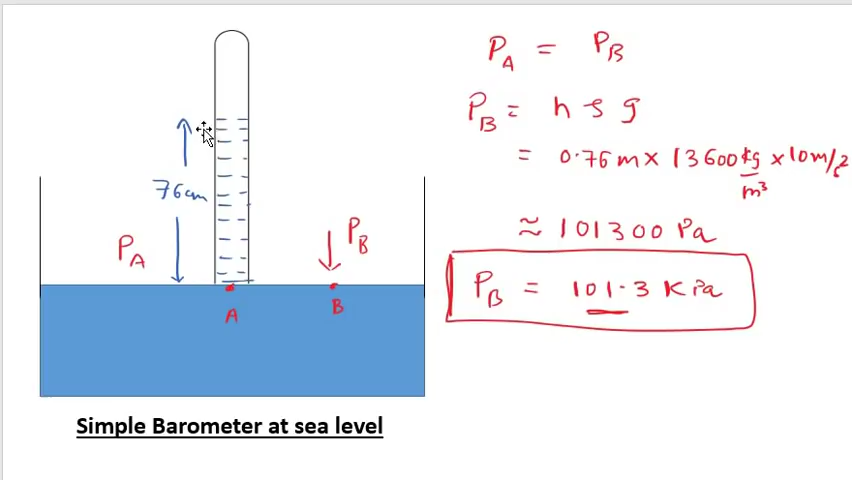 P_A = P_B
P_B = h ρ g
= 0.76 m × 13600 kg/m³ × 10 m/s²
≈ 101300 Pa
P_B = 101.3 KPa
76cm
P_A
P_B
A
B
Simple Barometer at sea level